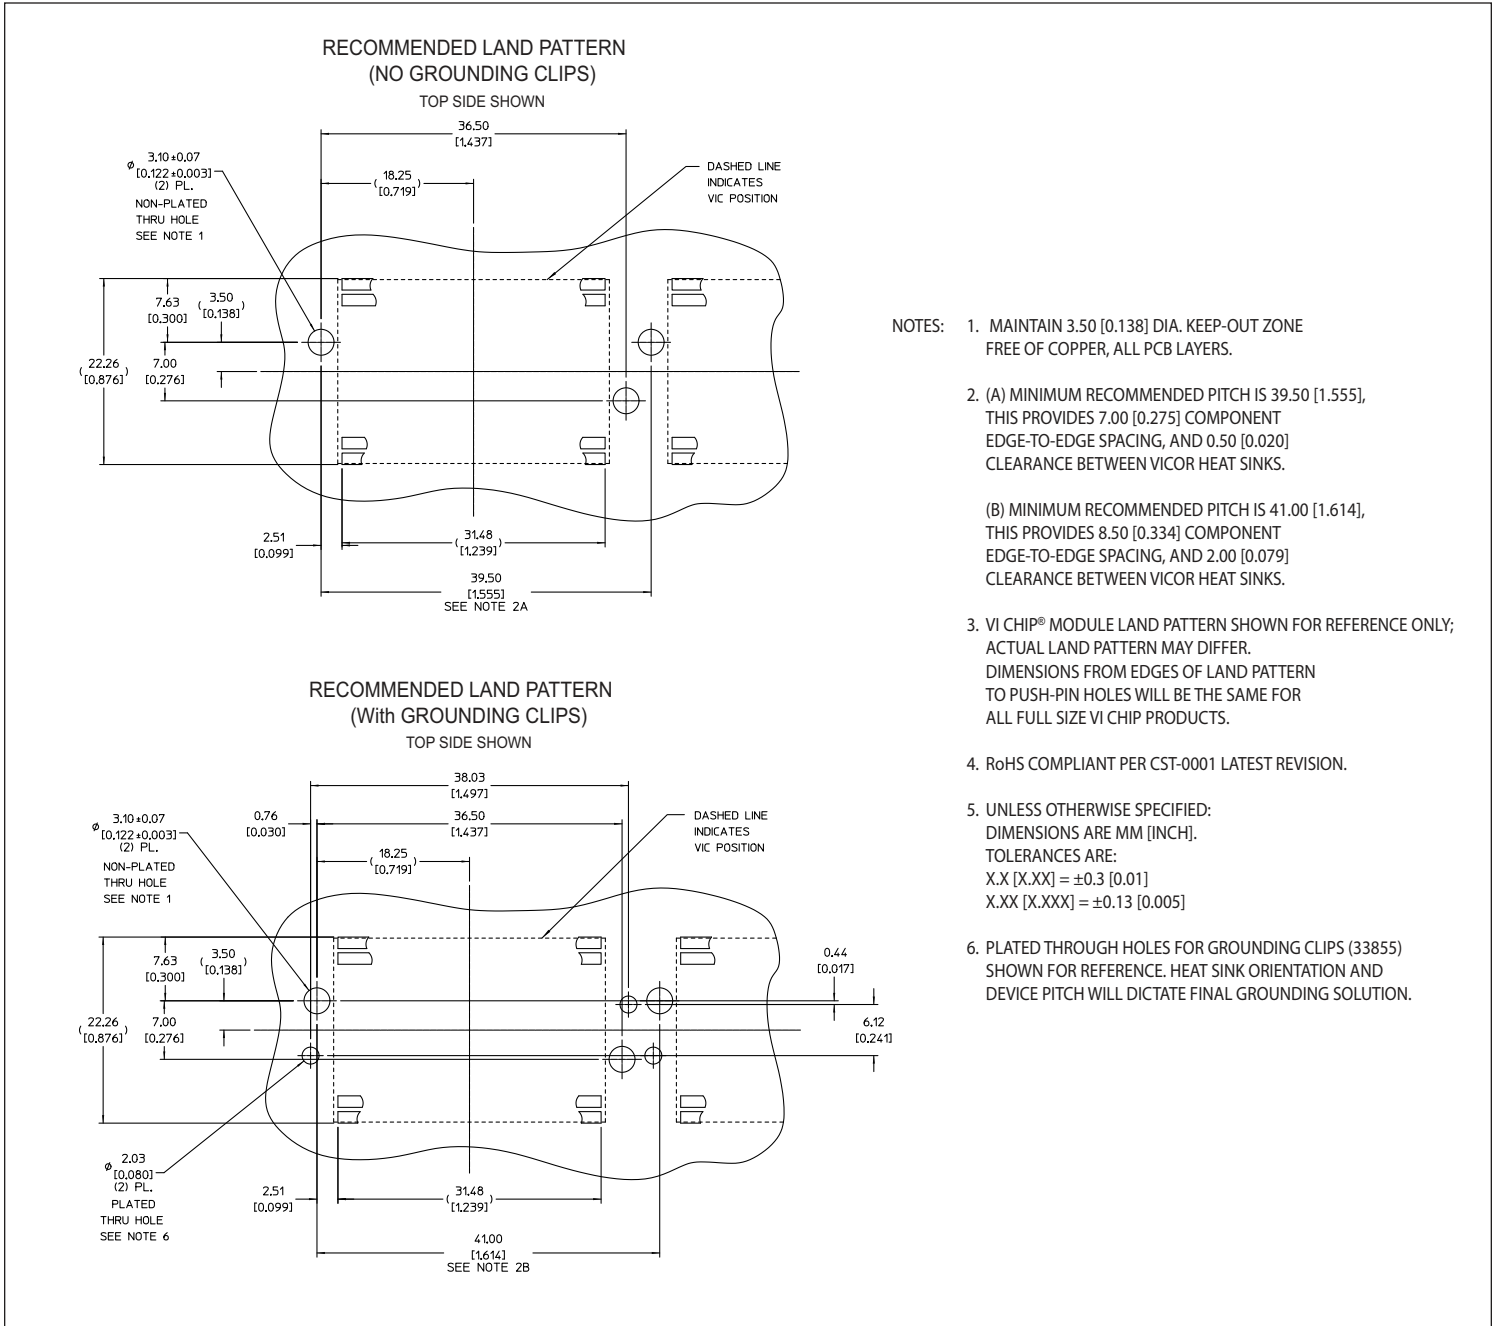 RECOMMENDED LAND PATTERN
(NO GROUNDING CLIPS)
TOP SIDE SHOWN
36.50
[1.437]
18.25
( [0.719] )
DASHED LINE
INDICATES
VIC POSITION
ø 3.10±0.07
[0.122±0.003]
(2) PL.
NON-PLATED
THRU HOLE
SEE NOTE 1
7.63
[0.300]
3.50
( [0.138] )
22.26
( [0.876] )
7.00
[0.276]
2.51
[0.099]
31.48
( [1.239] )
39.50
[1.555]
SEE NOTE 2A
RECOMMENDED LAND PATTERN
(With GROUNDING CLIPS)
TOP SIDE SHOWN
38.03
[1.497]
0.76
[0.030]
36.50
[1.437]
18.25
( [0.719] )
DASHED LINE
INDICATES
VIC POSITION
ø 3.10±0.07
[0.122±0.003]
(2) PL.
NON-PLATED
THRU HOLE
SEE NOTE 1
7.63
[0.300]
3.50
( [0.138] )
0.44
[0.017]
22.26
( [0.876] )
7.00
[0.276]
6.12
[0.241]
ø 2.03
[0.080]
(2) PL.
PLATED
THRU HOLE
SEE NOTE 6
2.51
[0.099]
31.48
( [1.239] )
41.00
[1.614]
SEE NOTE 2B
NOTES: 1. MAINTAIN 3.50 [0.138] DIA. KEEP-OUT ZONE
FREE OF COPPER, ALL PCB LAYERS.
2. (A) MINIMUM RECOMMENDED PITCH IS 39.50 [1.555],
THIS PROVIDES 7.00 [0.275] COMPONENT
EDGE-TO-EDGE SPACING, AND 0.50 [0.020]
CLEARANCE BETWEEN VICOR HEAT SINKS.
(B) MINIMUM RECOMMENDED PITCH IS 41.00 [1.614],
THIS PROVIDES 8.50 [0.334] COMPONENT
EDGE-TO-EDGE SPACING, AND 2.00 [0.079]
CLEARANCE BETWEEN VICOR HEAT SINKS.
3. VI CHIP® MODULE LAND PATTERN SHOWN FOR REFERENCE ONLY;
ACTUAL LAND PATTERN MAY DIFFER.
DIMENSIONS FROM EDGES OF LAND PATTERN
TO PUSH-PIN HOLES WILL BE THE SAME FOR
ALL FULL SIZE VI CHIP PRODUCTS.
4. RoHS COMPLIANT PER CST-0001 LATEST REVISION.
5. UNLESS OTHERWISE SPECIFIED:
DIMENSIONS ARE MM [INCH].
TOLERANCES ARE:
X.X [X.XX] = ±0.3 [0.01]
X.XX [X.XXX] = ±0.13 [0.005]
6. PLATED THROUGH HOLES FOR GROUNDING CLIPS (33855)
SHOWN FOR REFERENCE. HEAT SINK ORIENTATION AND
DEVICE PITCH WILL DICTATE FINAL GROUNDING SOLUTION.